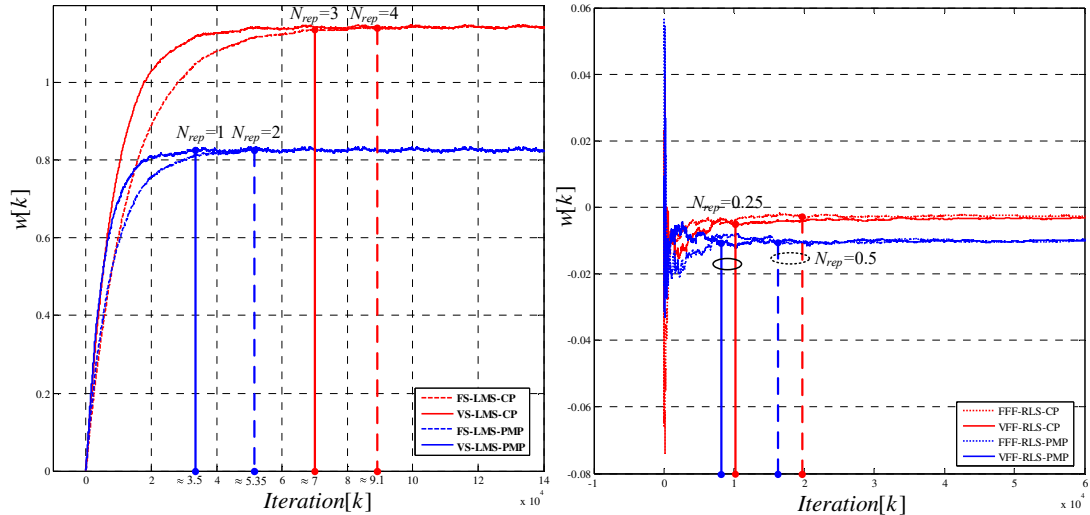 N_rep=3 N_rep=4
N_rep=1 N_rep=2
w[k]
1
0.8
0.6
0.4
0.2
0
FS-LMS-CP
VS-LMS-CP
FS-LMS-PMP
VS-LMS-PMP
0 2 4 6 8 10 12 14
≈3.5 ≈5.35 ≈7 ≈9.1
Iteration[k]
x 10^4
0.06
0.04
0.02
0
-0.02
-0.04
-0.06
-0.08
w[k]
N_rep=0.25
N_rep=0.5
FFF-RLS-CP
VFF-RLS-CP
FFF-RLS-PMP
VFF-RLS-PMP
-1 0 1 2 3 4 5 60
Iteration[k]
x 10^4